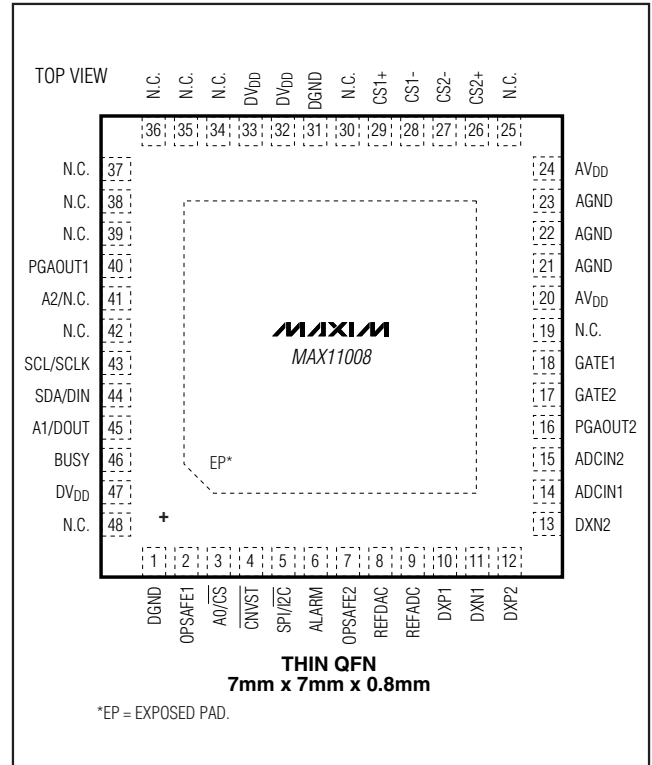 TOP VIEW
N.C. N.C. N.C. DVDD DVDD DGND N.C. CS1+ CS1- CS2- CS2+ N.C.
36 35 34 33 32 31 30 29 28 27 26 25
N.C. 37
N.C. 38
N.C. 39
PGAOUT1 40
A2/N.C. 41
N.C. 42
SCL/SCLK 43
SDA/DIN 44
A1/DOUT 45
BUSY 46
DVDD 47
N.C. 48
MAXIM
MAX11008
EP*
+
24 AVDD
23 AGND
22 AGND
21 AGND
20 AVDD
19 N.C.
18 GATE1
17 GATE2
16 PGAOUT2
15 ADCIN2
14 ADCIN1
13 DXN2
1 2 3 4 5 6 7 8 9 10 11 12
DGND OPSAFE1 A0/C̅S̅ C̅N̅V̅S̅T̅ S̅P̅I̅/I2C ALARM OPSAFE2 REFDAC REFADC DXP1 DXN1 DXP2
THIN QFN
7mm x 7mm x 0.8mm
*EP = EXPOSED PAD.